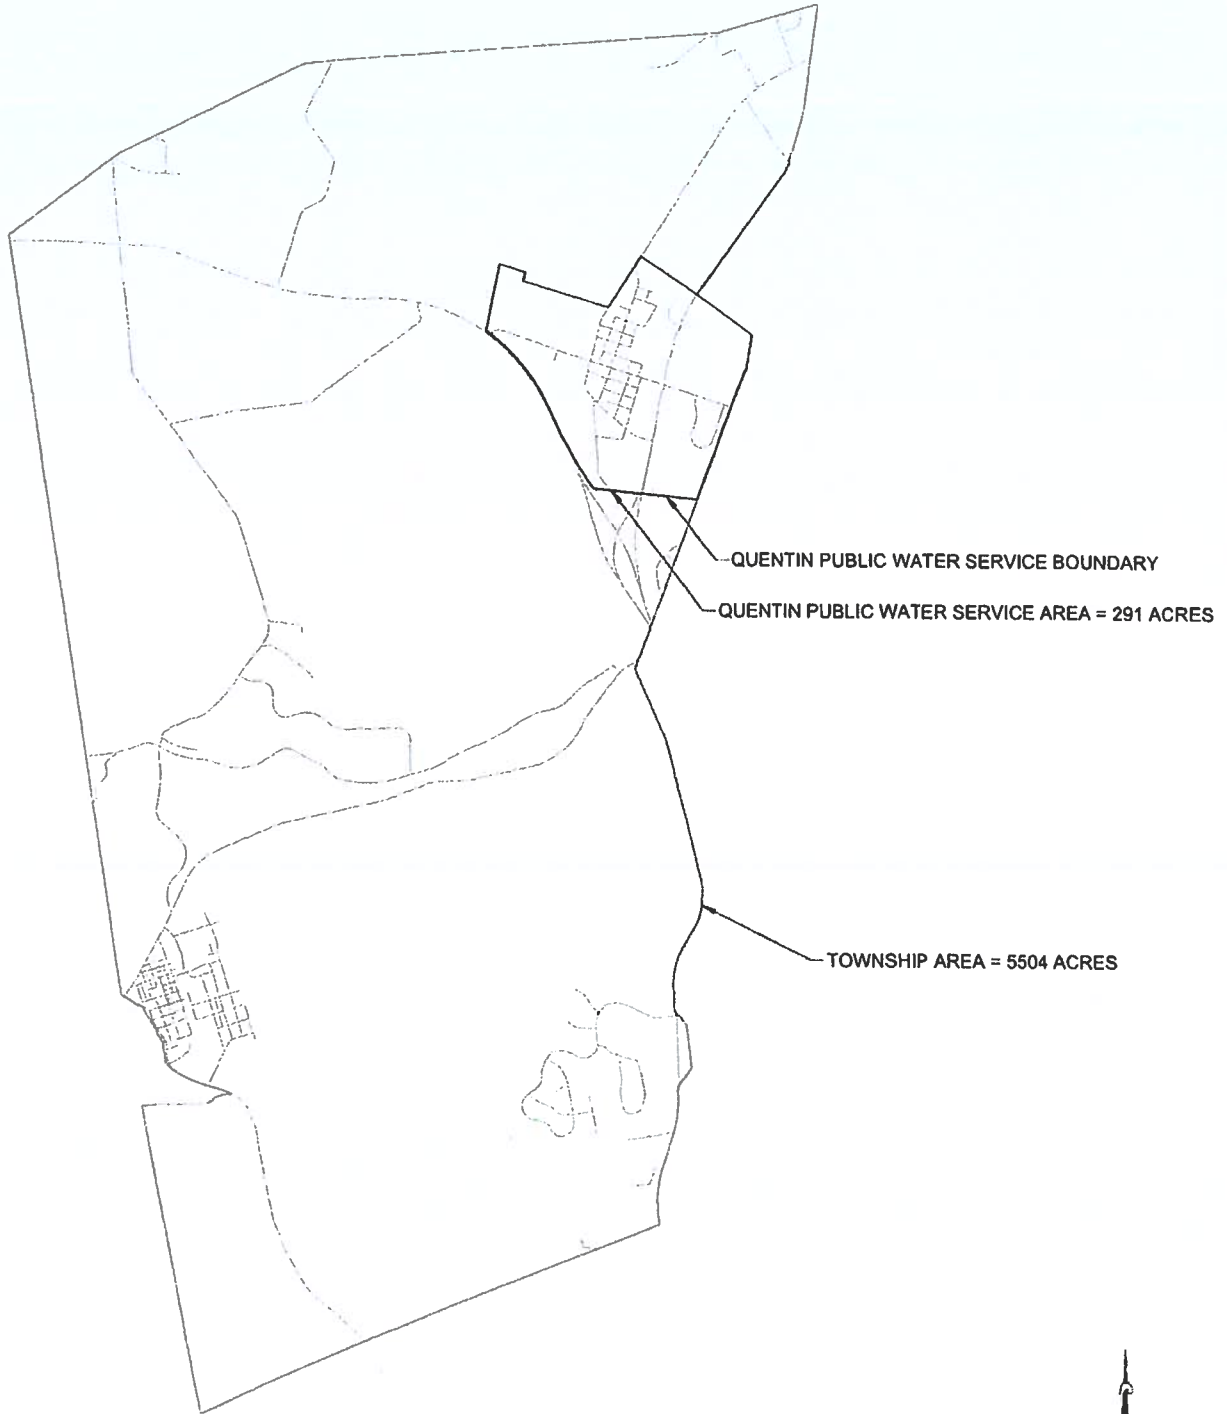 QUENTIN PUBLIC WATER SERVICE BOUNDARY
QUENTIN PUBLIC WATER SERVICE AREA = 291 ACRES
TOWNSHIP AREA = 5504 ACRES